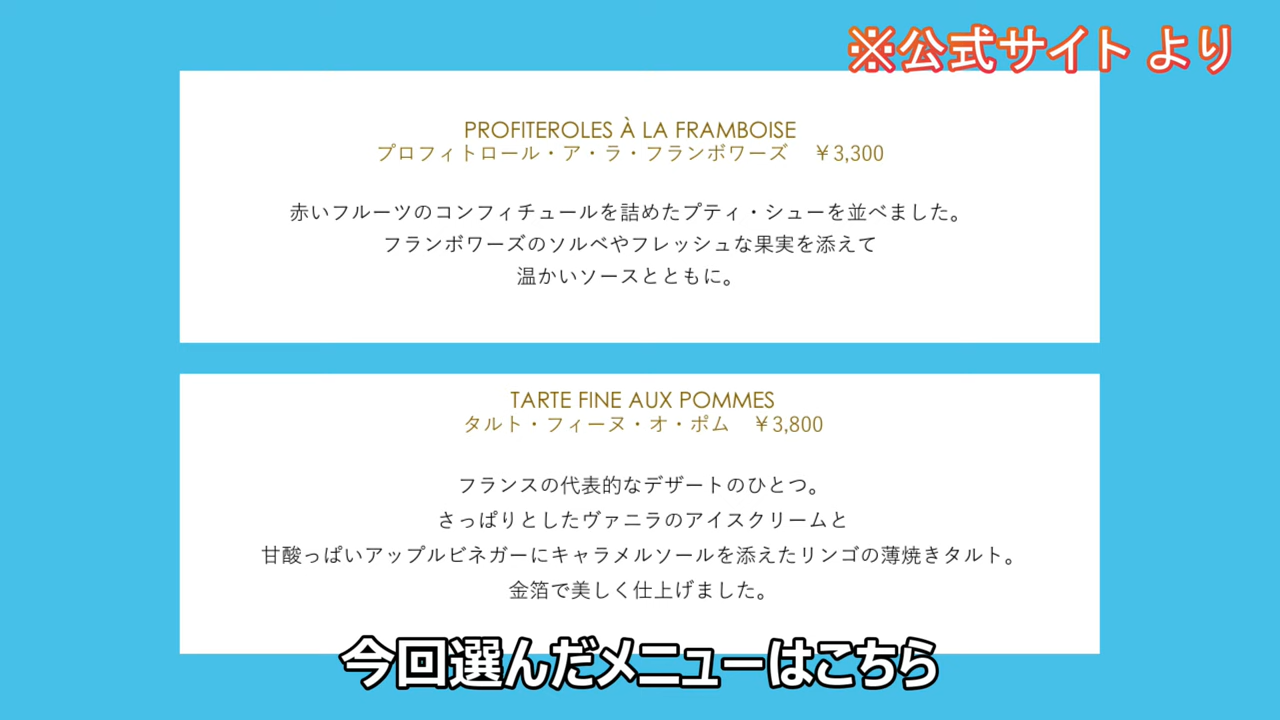 ※公式サイト より
PROFITEROLES À LA FRAMBOISE
プロフィトロール・ア・ラ・フランボワーズ　￥3,300
赤いフルーツのコンフィチュールを詰めたプティ・シューを並べました。
フランボワーズのソルベやフレッシュな果実を添えて
温かいソースとともに。
TARTE FINE AUX POMMES
タルト・フィーヌ・オ・ポム　￥3,800
フランスの代表的なデザートのひとつ。
さっぱりとしたヴァニラのアイスクリームと
甘酸っぱいアップルビネガーにキャラメルソールを添えたリンゴの薄焼きタルト。
金箔で美しく仕上げました。
今回選んだメニューはこちら